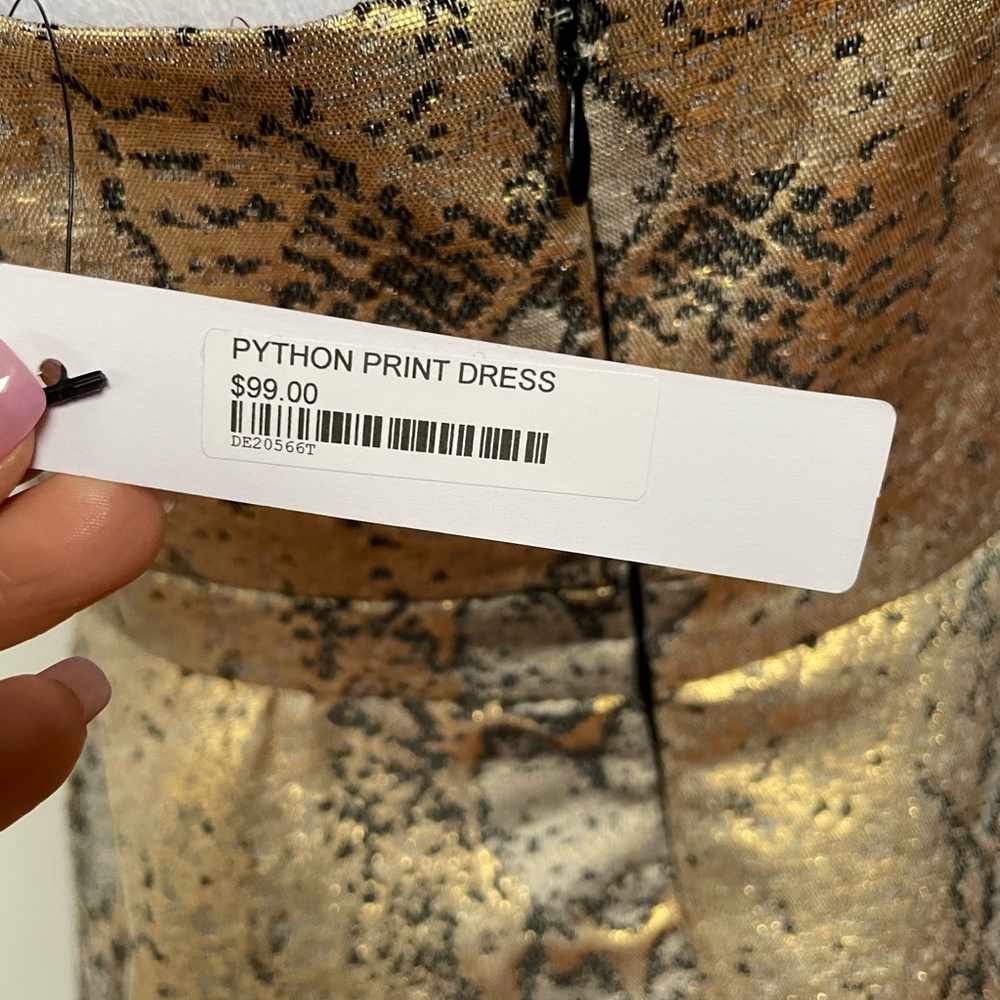 PYTHON PRINT DRESS
$99.00
DE20566T